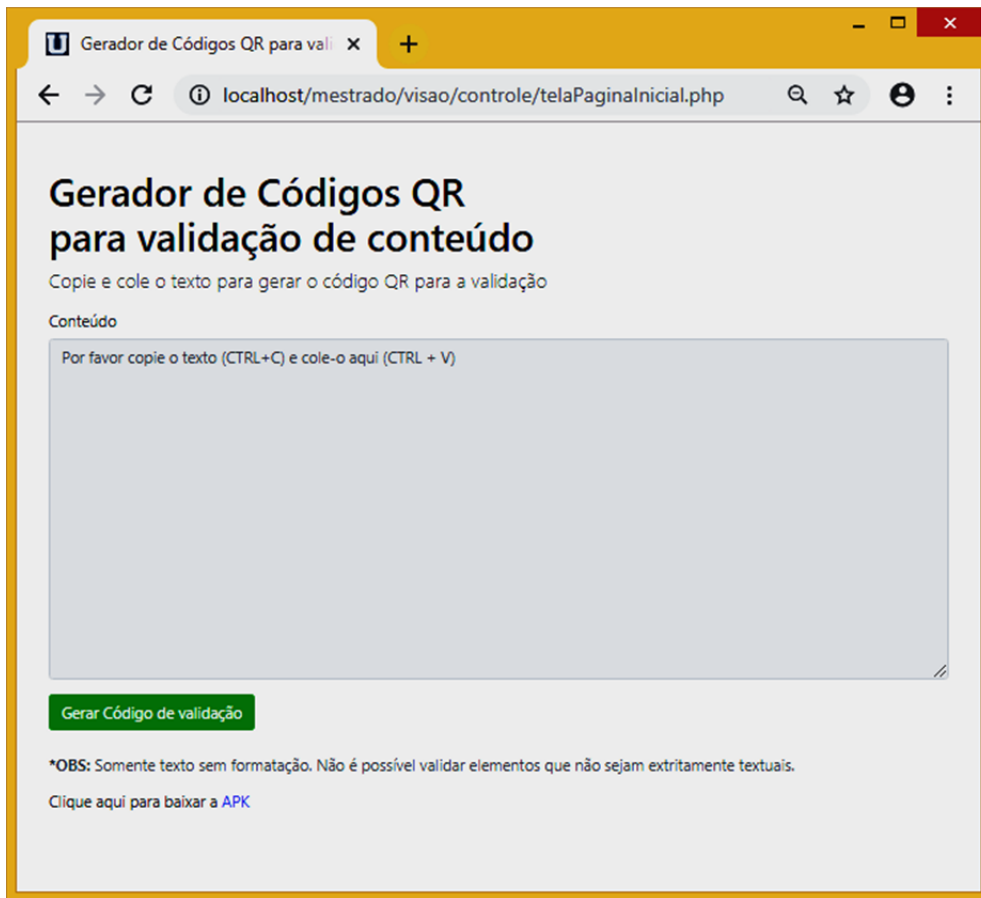 Gerador de Códigos QR para vali
localhost/mestrado/visao/controle/telaPaginaInicial.php
Gerador de Códigos QR
para validação de conteúdo
Copie e cole o texto para gerar o código QR para a validação
Conteúdo
Por favor copie o texto (CTRL+C) e cole-o aqui (CTRL + V)
Gerar Código de validação
*OBS: Somente texto sem formatação. Não é possível validar elementos que não sejam extritamente textuais.
Clique aqui para baixar a APK